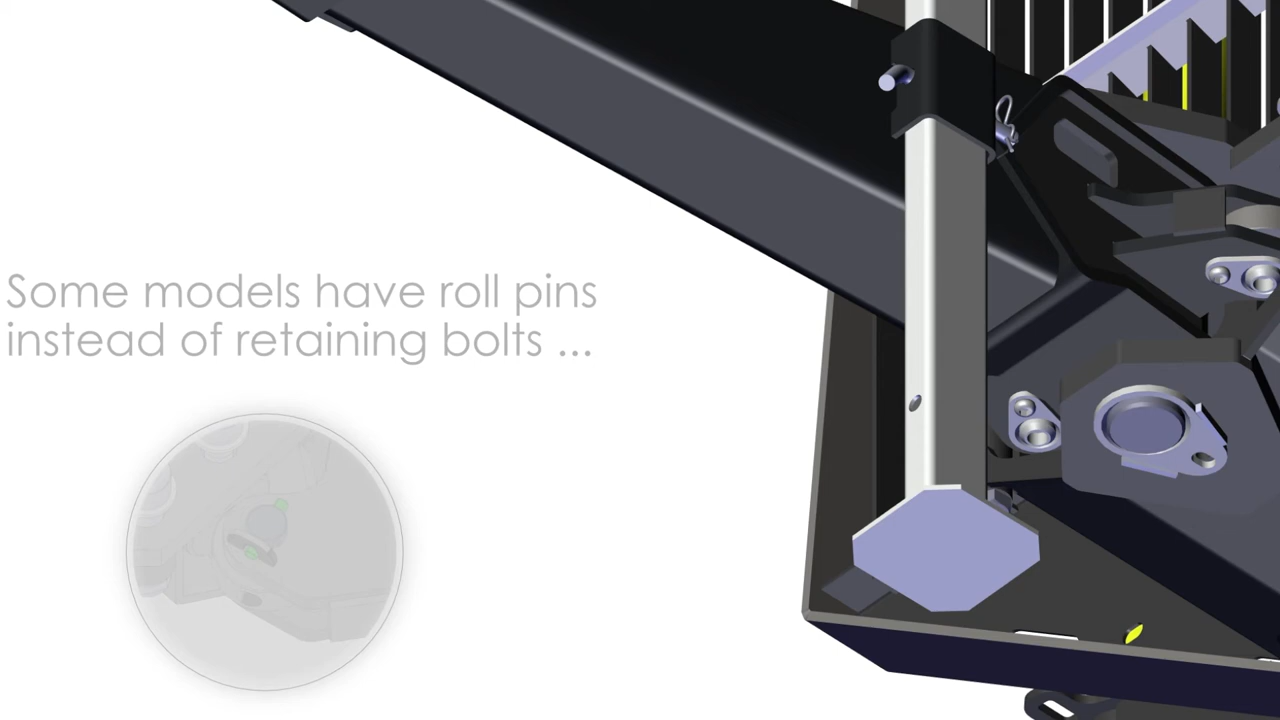 Some models have roll pins
instead of retaining bolts ...